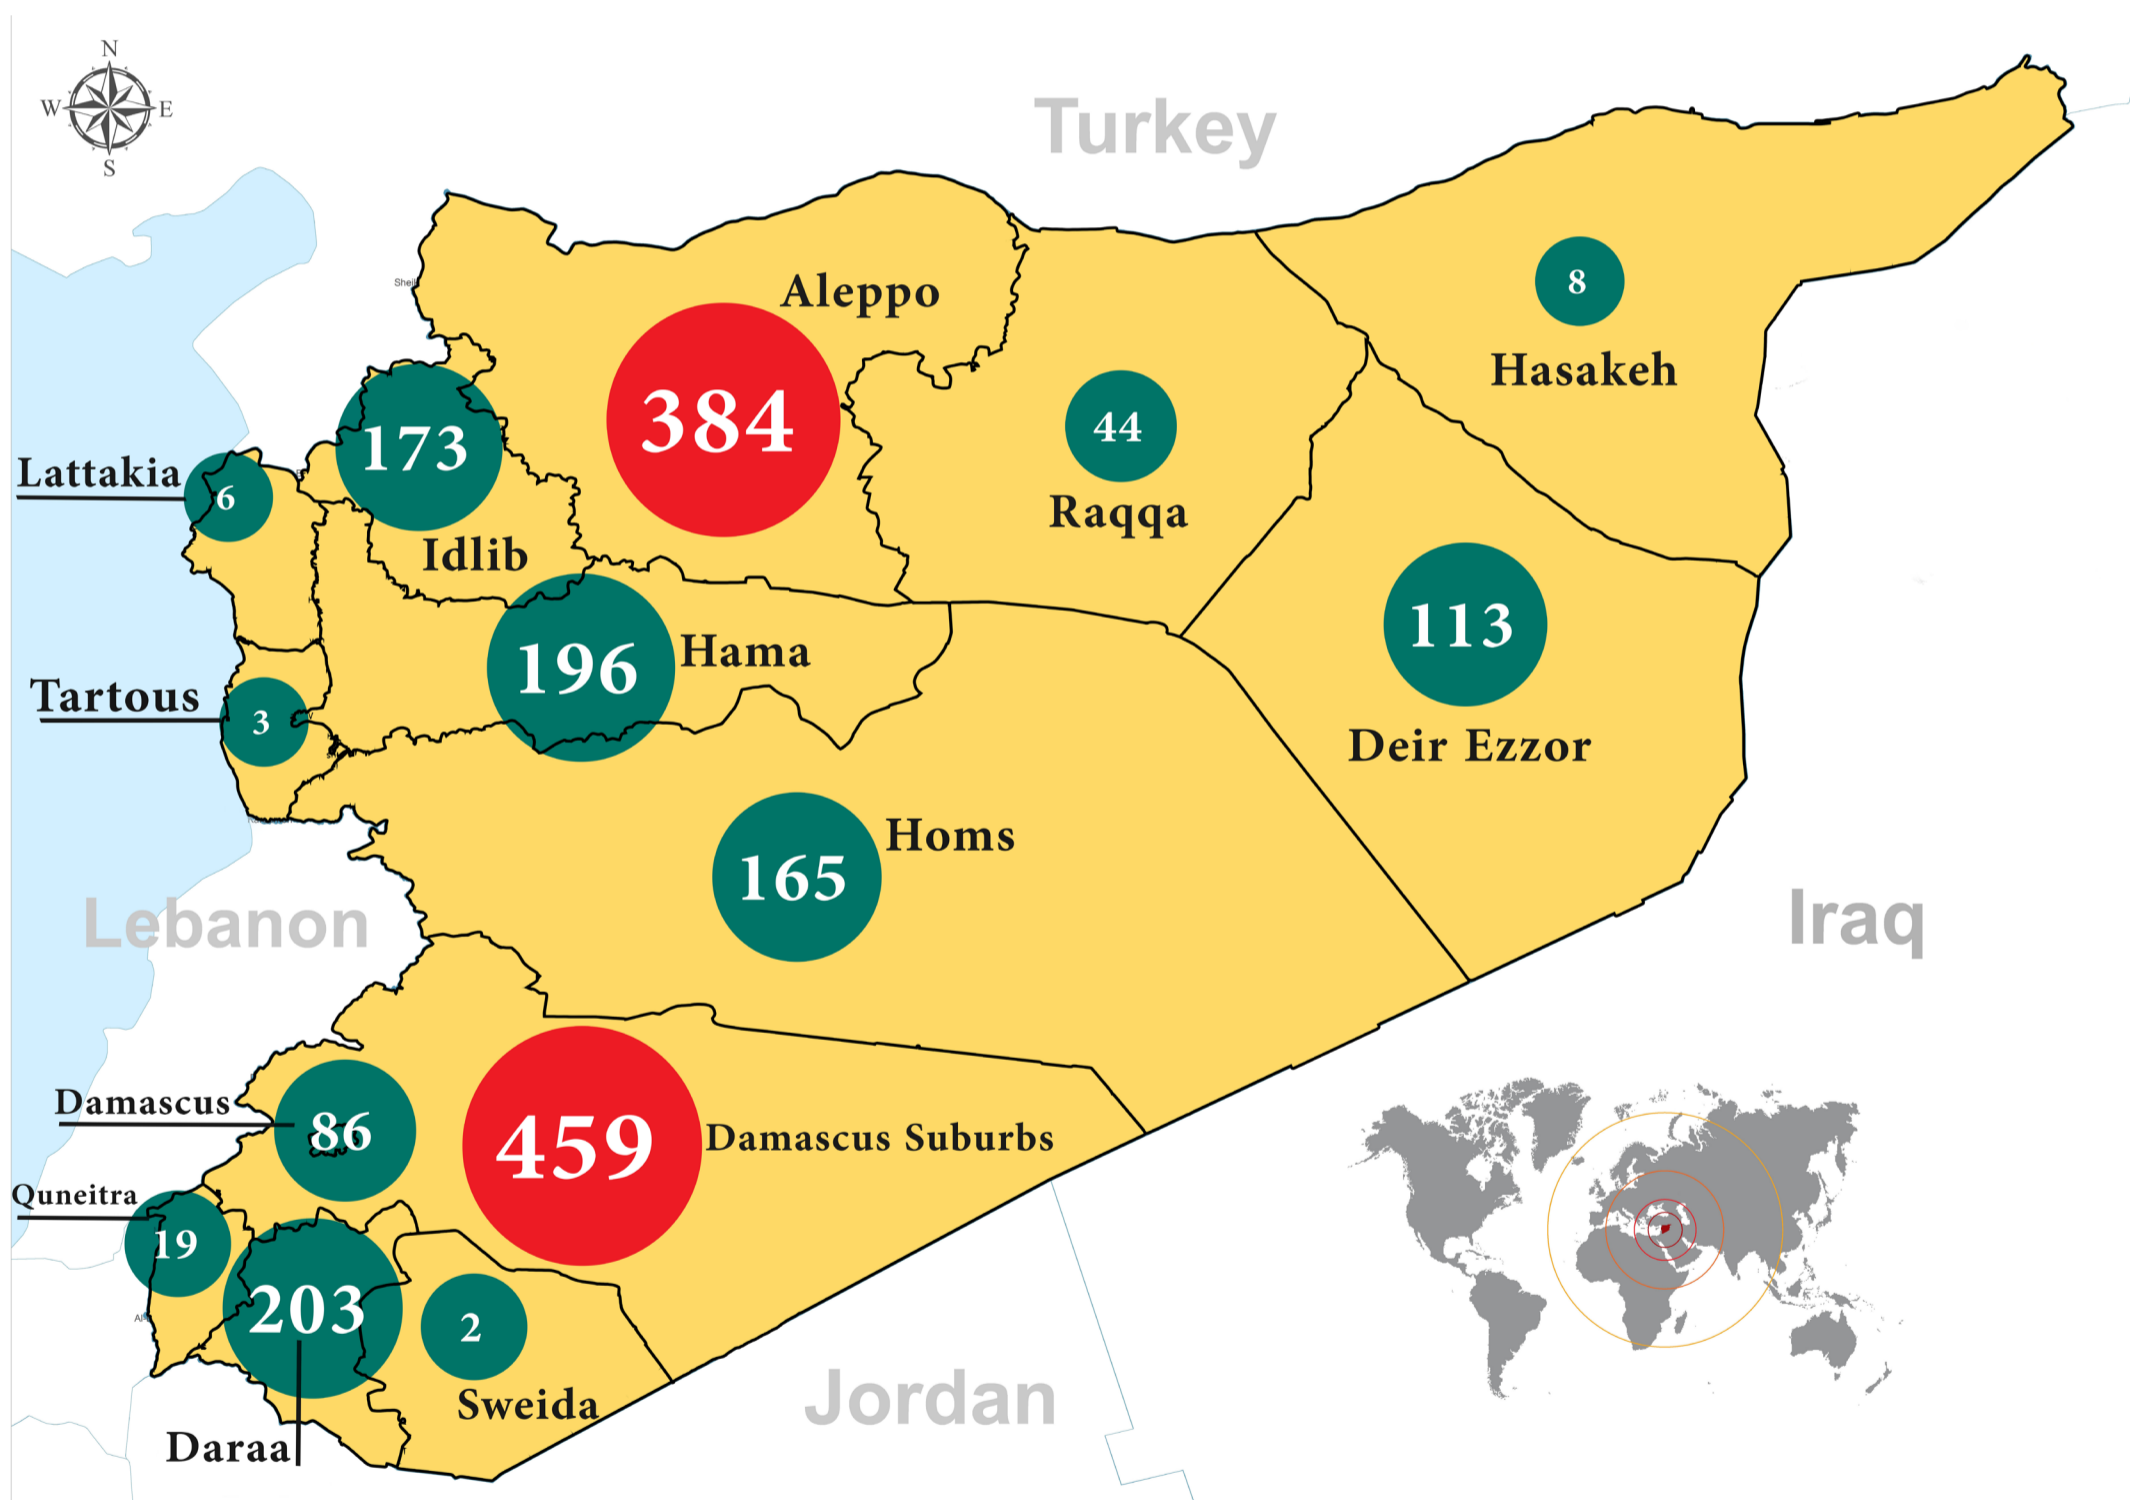 N
W E
S
Turkey
Aleppo
8
Hasakeh
384
173
44
Lattakia
6
Raqqa
Idlib
113
Hama
196
Tartous
3
Deir Ezzor
Homs
165
Lebanon
Iraq
Damascus
86
459
Damascus Suburbs
Quneitra
19
203
2
Sweida
Jordan
Daraa